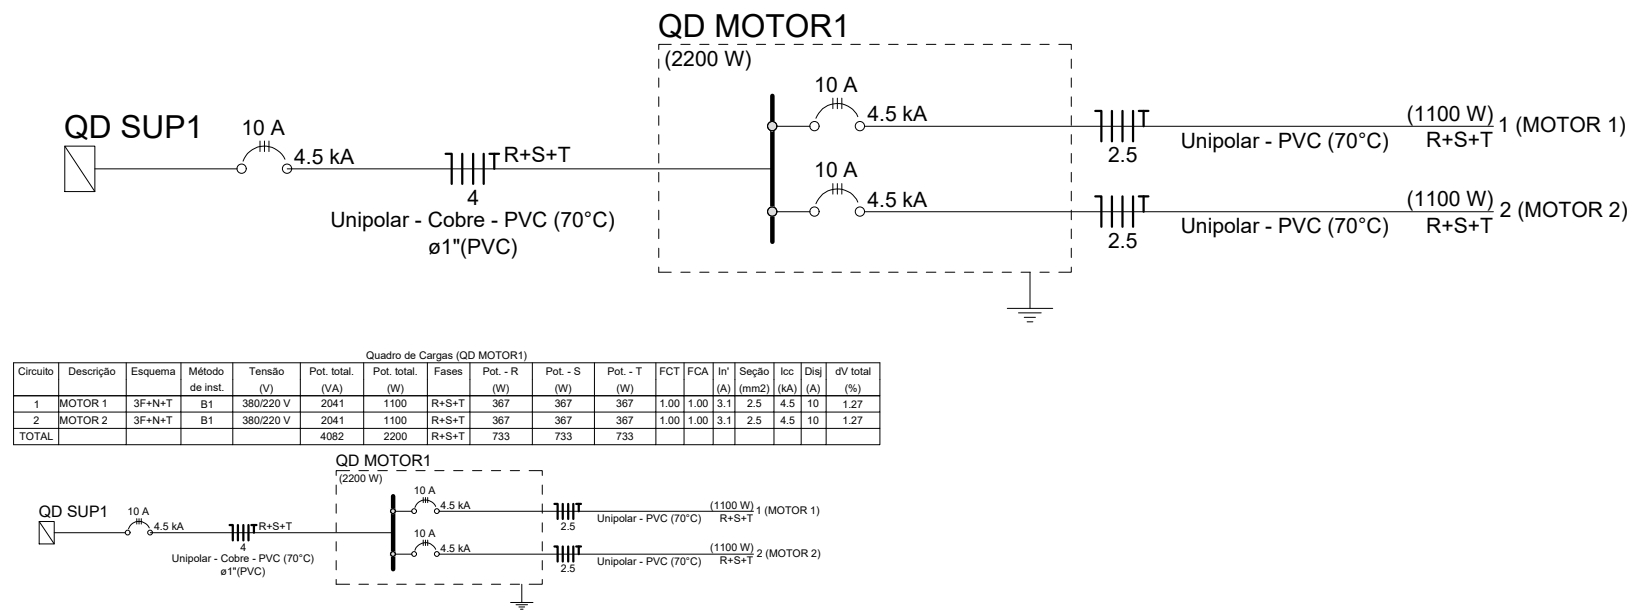 QD MOTOR1
(2200 W)
QD SUP1
10 A
4.5 kA
R+S+T
4
Unipolar - Cobre - PVC (70°C)
ø1"(PVC)
10 A
4.5 kA
2.5
Unipolar - PVC (70°C)
(1100 W)
R+S+T
1 (MOTOR 1)
10 A
4.5 kA
2.5
Unipolar - PVC (70°C)
(1100 W)
R+S+T
2 (MOTOR 2)
Quadro de Cargas (QD MOTOR1)
Circuito Descrição Esquema Método Tensão Pot. total. Pot. total. Fases Pot. - R Pot. - S Pot. - T FCT FCA In' Seção Icc Disj dV total
de inst. (V) (VA) (W) (W) (W) (W) (A) (mm2) (kA) (A) (%)
1 MOTOR 1 3F+N+T B1 380/220 V 2041 1100 R+S+T 367 367 367 1.00 1.00 3.1 2.5 4.5 10 1.27
2 MOTOR 2 3F+N+T B1 380/220 V 2041 1100 R+S+T 367 367 367 1.00 1.00 3.1 2.5 4.5 10 1.27
TOTAL 4082 2200 R+S+T 733 733 733
QD MOTOR1
(2200 W)
QD SUP1
10 A
4.5 kA
R+S+T
4
Unipolar - Cobre - PVC (70°C)
ø1"(PVC)
10 A
4.5 kA
2.5
Unipolar - PVC (70°C)
(1100 W)
R+S+T
1 (MOTOR 1)
10 A
4.5 kA
2.5
Unipolar - PVC (70°C)
(1100 W)
R+S+T
2 (MOTOR 2)